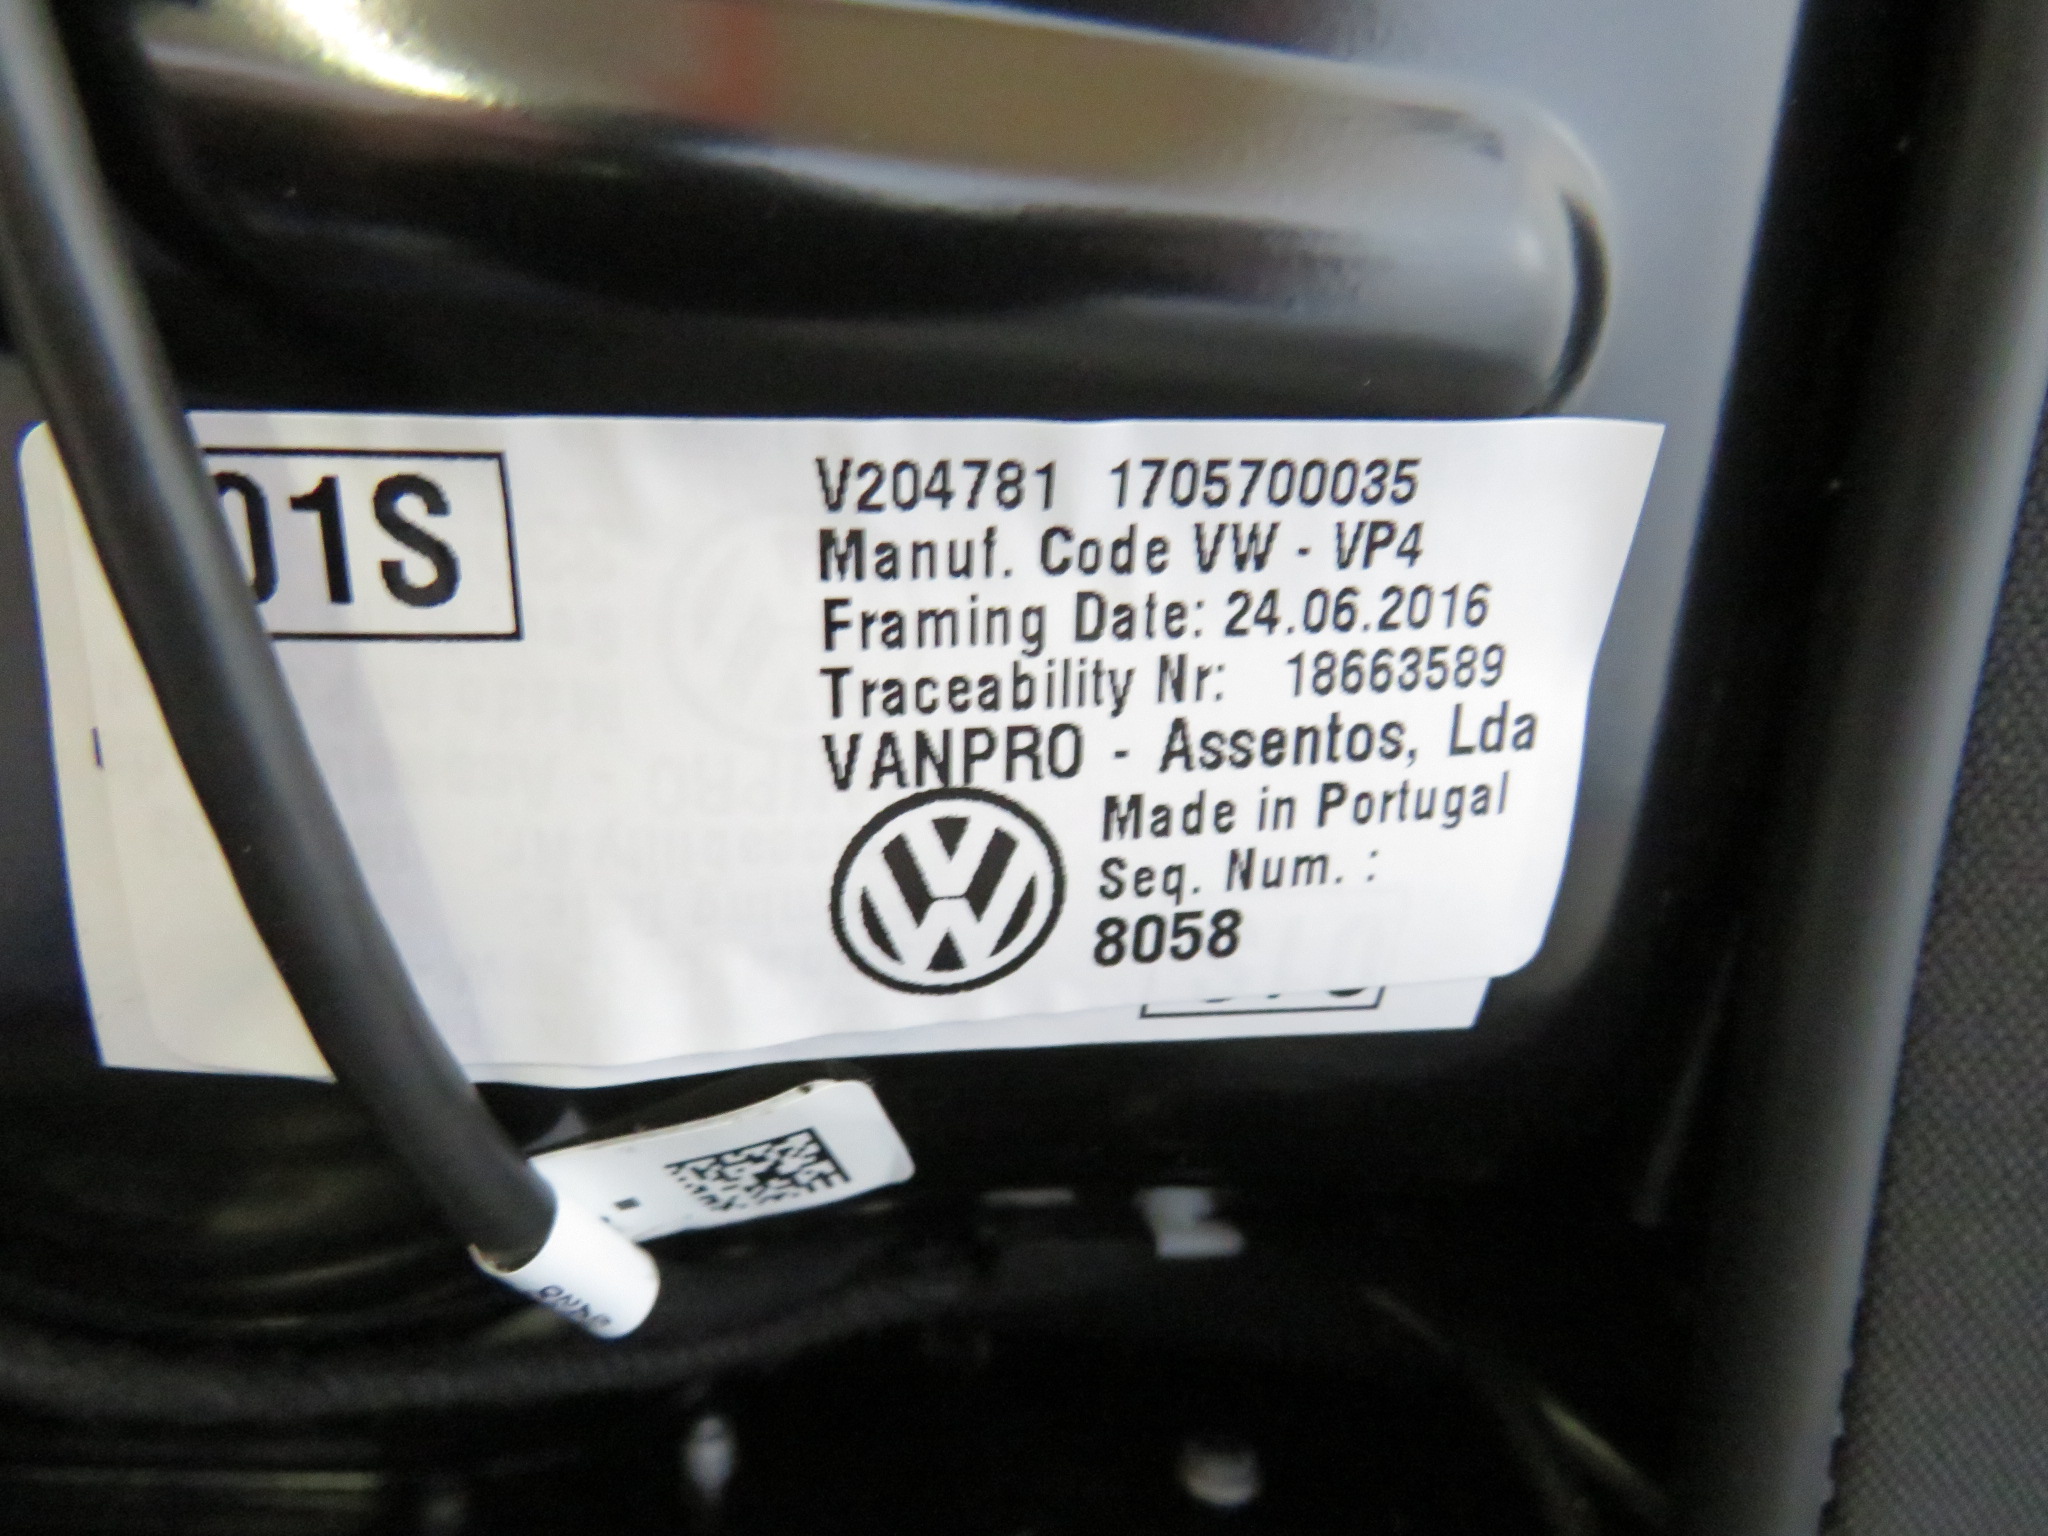 01S
V204781 1705700035
Manuf. Code VW - VP4
Framing Date: 24.06.2016
Traceability Nr: 18663589
VANPRO - Assentos, Lda
Made in Portugal
Seq. Num. :
8058